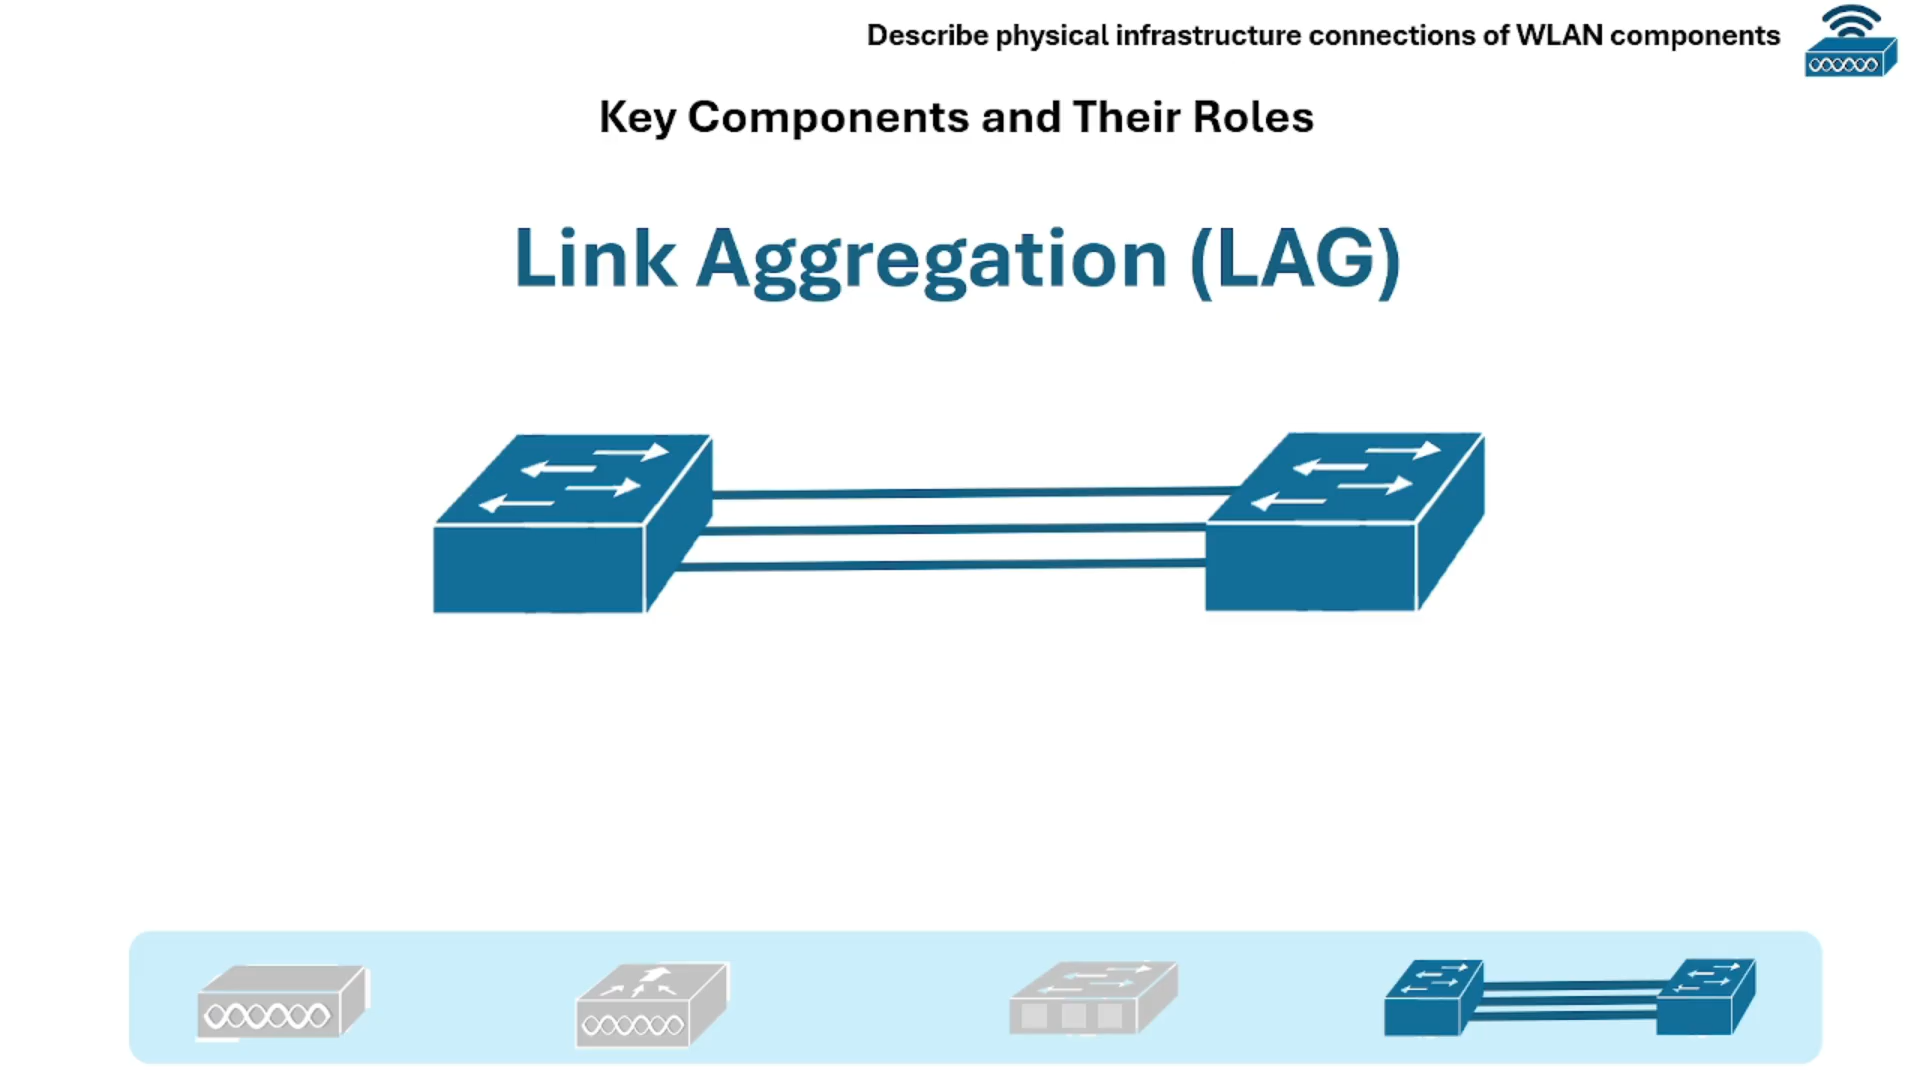 Describe physical infrastructure connections of WLAN components
Key Components and Their Roles
Link Aggregation (LAG)